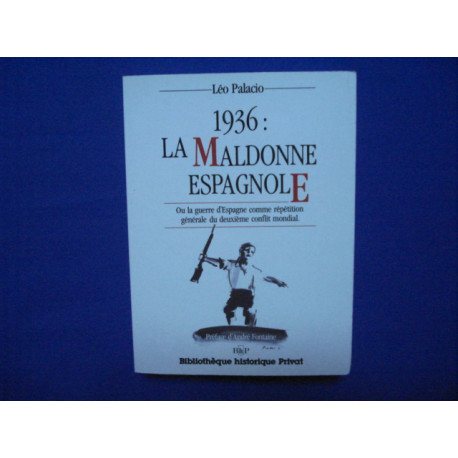 Léo Palacio
1936 :
LA MALDONNE
ESPAGNOLE
Ou la guerre d'Espagne comme répétition
générale du deuxième conflit mondial.
Préface d'André Fontaine
Bibliothèque historique Privat